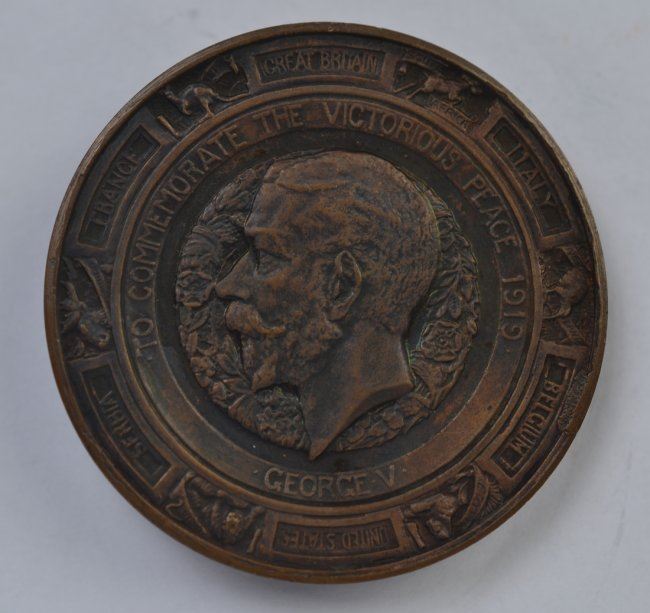 GREAT BRITAIN
ITALY
BELGIUM
UNITED STATES
SERBIA
FRANCE
TO COMMEMORATE THE VICTORIOUS PEACE 1919
·GEORGE·V·